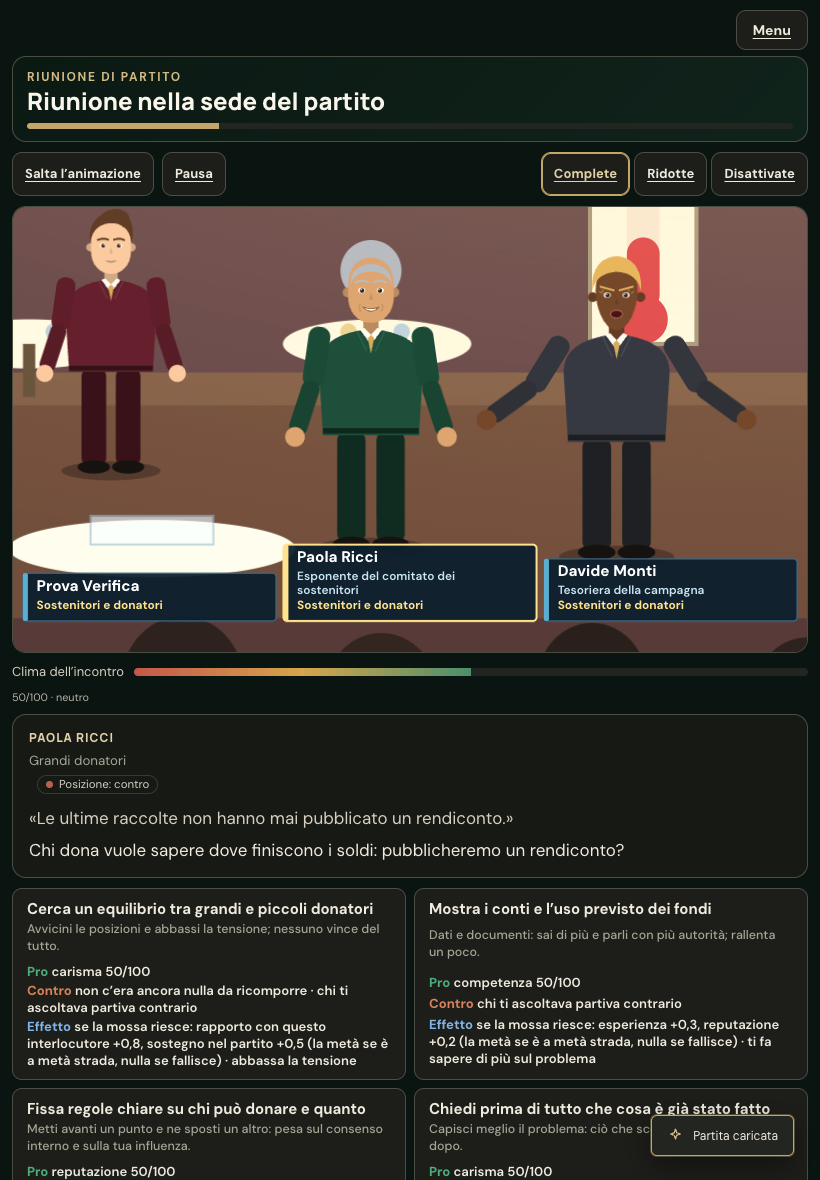 Menu
RIUNIONE DI PARTITO
Riunione nella sede del partito
Salta l’animazione
Pausa
Complete
Ridotte
Disattivate
Prova Verifica
Sostenitori e donatori
Paola Ricci
Esponente del comitato dei
sostenitori
Sostenitori e donatori
Davide Monti
Tesoriera della campagna
Sostenitori e donatori
Clima dell’incontro
50/100 · neutro
PAOLA RICCI
Grandi donatori
Posizione: contro
«Le ultime raccolte non hanno mai pubblicato un rendiconto.»
Chi dona vuole sapere dove finiscono i soldi: pubblicheremo un rendiconto?
Cerca un equilibrio tra grandi e piccoli donatori
Avvicini le posizioni e abbassi la tensione; nessuno vince del
tutto.
Pro carisma 50/100
Contro non c’era ancora nulla da ricomporre · chi ti
ascoltava partiva contrario
Effetto se la mossa riesce: rapporto con questo
interlocutore +0,8, sostegno nel partito +0,5 (la metà se è
a metà strada, nulla se fallisce) · abbassa la tensione
Mostra i conti e l’uso previsto dei fondi
Dati e documenti: sai di più e parli con più autorità; rallenta
un poco.
Pro competenza 50/100
Contro chi ti ascoltava partiva contrario
Effetto se la mossa riesce: esperienza +0,3, reputazione
+0,2 (la metà se è a metà strada, nulla se fallisce) · ti fa
sapere di più sul problema
Fissa regole chiare su chi può donare e quanto
Metti avanti un punto e ne sposti un altro: pesa sul consenso
interno e sulla tua influenza.
Pro reputazione 50/100
Chiedi prima di tutto che cosa è già stato fatto
Capisci meglio il problema: ciò che
dopo.
Pro carisma 50/100
Partita caricata